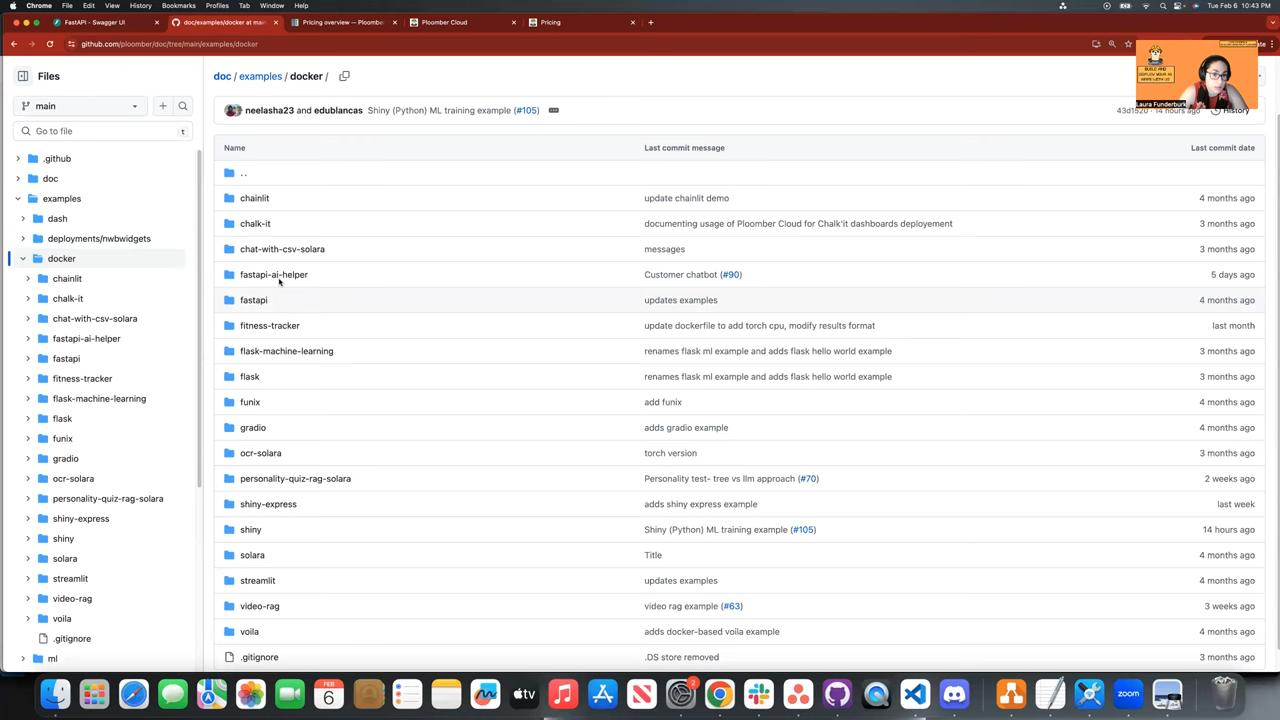 Chrome File Edit View History Bookmarks Profiles Tab Window Help
Tue Feb 6 10:43 PM
FastAPI - Swagger UI
doc/examples/docker at main
Pricing overview — Ploomber
Ploomber Cloud
Pricing
github.com/ploomber/doc/tree/main/examples/docker
Files
doc / examples / docker /
BUILD AND DEPLOY YOUR AI APPS WITH US
Laura Funderburk
main
neelasha23 and edublancas Shiny (Python) ML training example (#105)
43d1520 · 14 hours ago
History
Go to file
t
Name Last commit message Last commit date
.github
doc
examples
dash
deployments/nwbwidgets
docker
chainlit
chalk-it
chat-with-csv-solara
fastapi-ai-helper
fastapi
fitness-tracker
flask-machine-learning
flask
funix
gradio
ocr-solara
personality-quiz-rag-solara
shiny-express
shiny
solara
streamlit
video-rag
voila
.gitignore
ml
..
chainlit update chainlit demo 4 months ago
chalk-it documenting usage of Ploomber Cloud for Chalk'it dashboards deployement 3 months ago
chat-with-csv-solara messages 3 months ago
fastapi-ai-helper Customer chatbot (#90) 5 days ago
fastapi updates examples 4 months ago
fitness-tracker update dockerfile to add torch cpu, modify results format last month
flask-machine-learning renames flask ml example and adds flask hello world example 3 months ago
flask renames flask ml example and adds flask hello world example 3 months ago
funix add funix 4 months ago
gradio adds gradio example 4 months ago
ocr-solara torch version 3 months ago
personality-quiz-rag-solara Personality test- tree vs llm approach (#70) 2 weeks ago
shiny-express adds shiny express example last week
shiny Shiny (Python) ML training example (#105) 14 hours ago
solara Title 4 months ago
streamlit updates examples 4 months ago
video-rag video rag example (#63) 3 weeks ago
voila adds docker-based voila example 4 months ago
.gitignore .DS store removed 3 months ago
FEB
6
tv
2
zoom